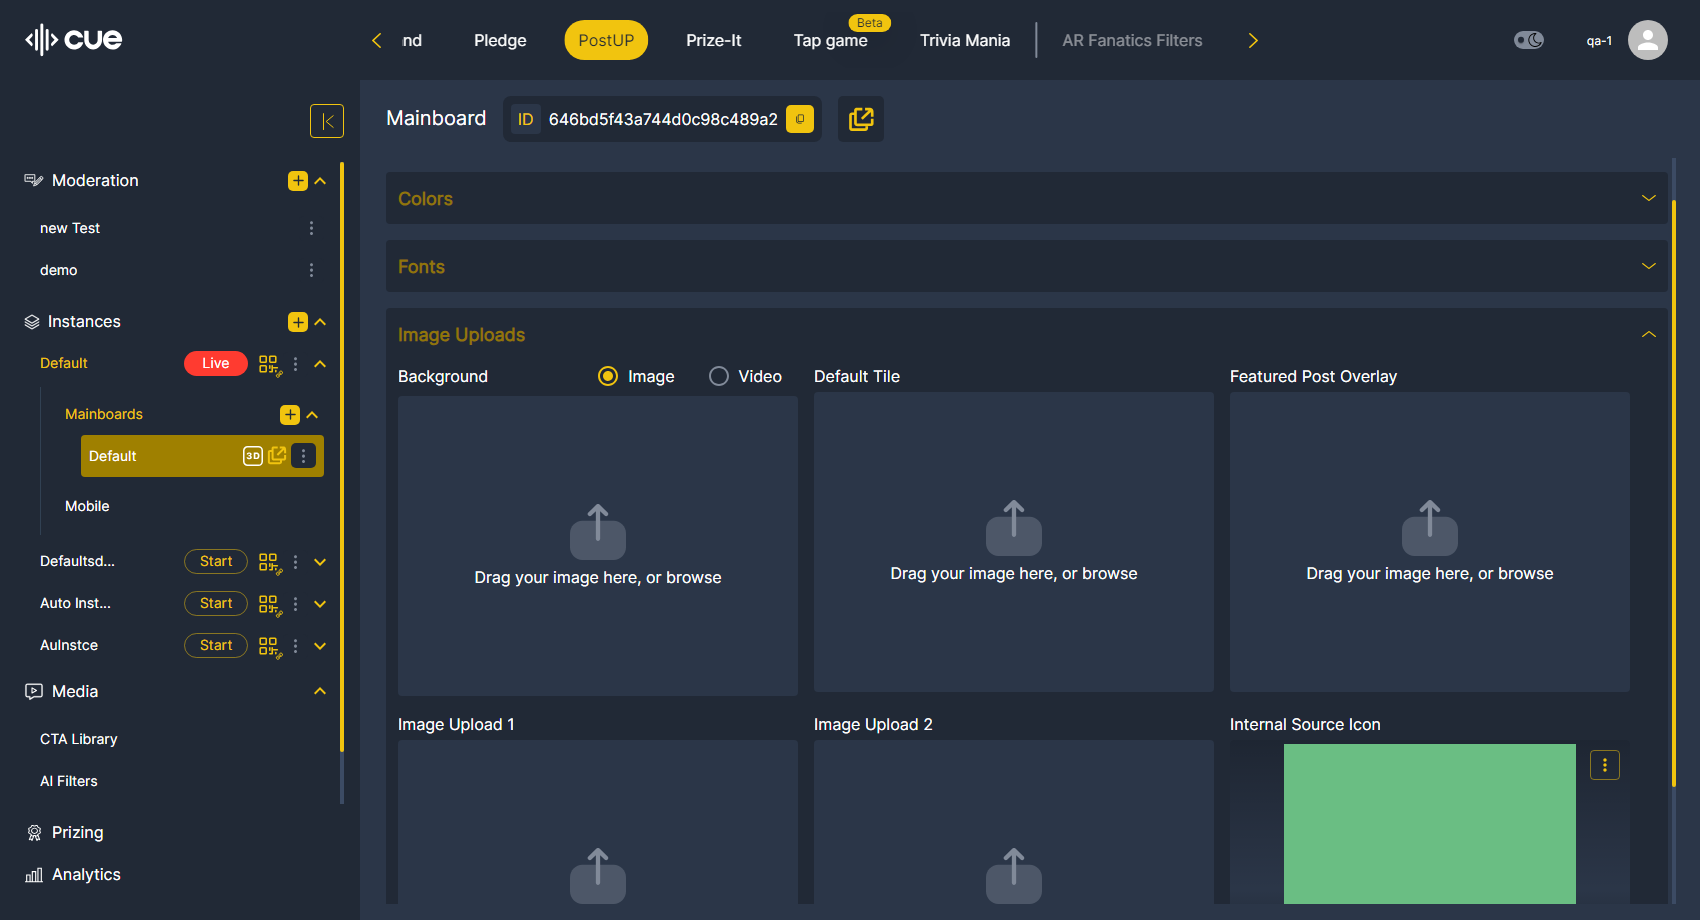 cue
nd
Pledge
PostUP
Prize-It
Tap game
Beta
Trivia Mania
AR Fanatics Filters
qa-1
Mainboard
ID
646bd5f43a744d0c98c489a2
Moderation
new Test
demo
Instances
Default
Live
Mainboards
Default
3D
Mobile
Defaultsd...
Start
Auto Inst...
Start
AuInstce
Start
Media
CTA Library
AI Filters
Prizing
Analytics
Colors
Fonts
Image Uploads
Background
Image
Video
Default Tile
Featured Post Overlay
Drag your image here, or browse
Drag your image here, or browse
Drag your image here, or browse
Image Upload 1
Image Upload 2
Internal Source Icon